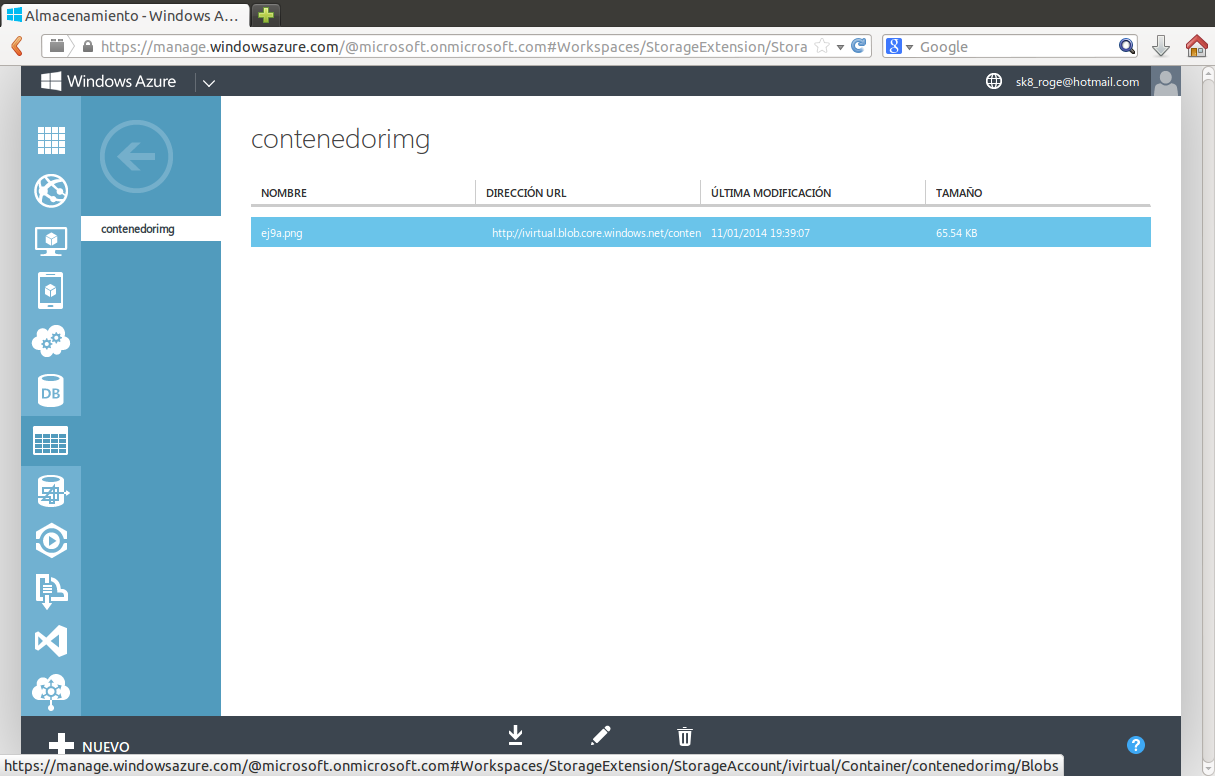 Almacenamiento - Windows A...
https://manage.windowsazure.com/@microsoft.onmicrosoft.com#Workspaces/StorageExtension/Stora
8 Google
Windows Azure
sk8_roge@hotmail.com
contenedorimg
contenedorimg
NOMBRE DIRECCIÓN URL ÚLTIMA MODIFICACIÓN TAMAÑO
ej9a.png http://ivirtual.blob.core.windows.net/conten 11/01/2014 19:39:07 65.54 KB
DB
NUEVO
?
https://manage.windowsazure.com/@microsoft.onmicrosoft.com#Workspaces/StorageExtension/StorageAccount/ivirtual/Container/contenedorimg/Blobs